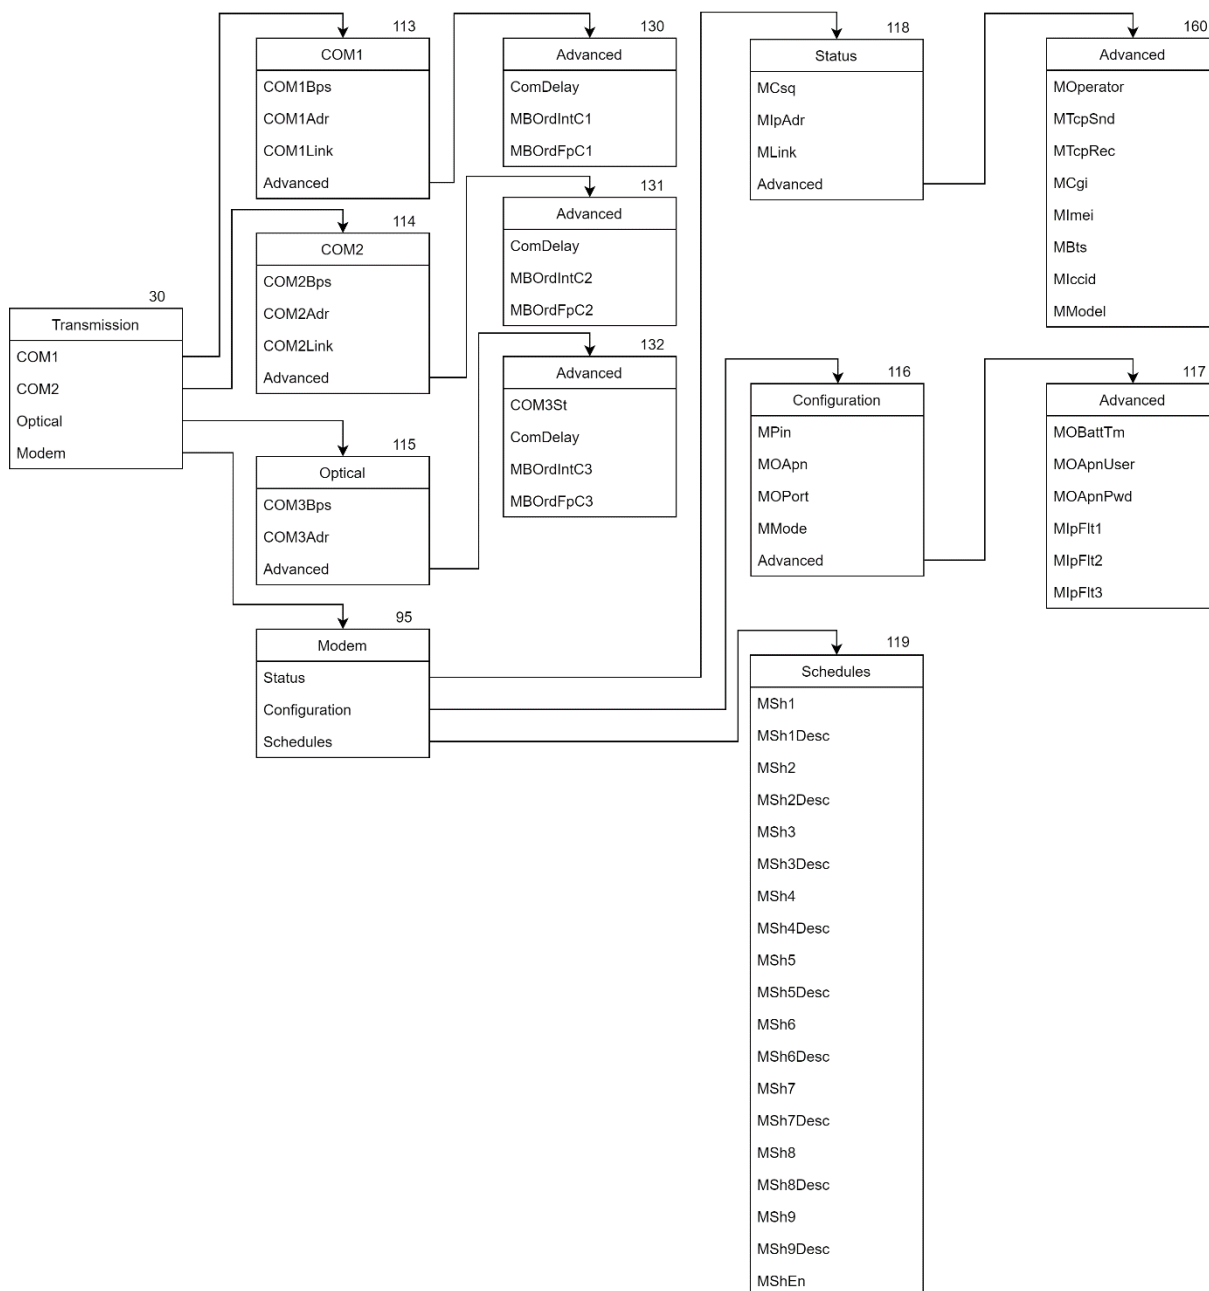 30
Transmission
COM1
COM2
Optical
Modem
113
COM1
COM1Bps
COM1Adr
COM1Link
Advanced
114
COM2
COM2Bps
COM2Adr
COM2Link
Advanced
115
Optical
COM3Bps
COM3Adr
Advanced
95
Modem
Status
Configuration
Schedules
130
Advanced
ComDelay
MBOrdIntC1
MBOrdFpC1
131
Advanced
ComDelay
MBOrdIntC2
MBOrdFpC2
132
Advanced
COM3St
ComDelay
MBOrdIntC3
MBOrdFpC3
118
Status
MCsq
MIpAdr
MLink
Advanced
116
Configuration
MPin
MOApn
MOPort
MMode
Advanced
119
Schedules
MSh1
MSh1Desc
MSh2
MSh2Desc
MSh3
MSh3Desc
MSh4
MSh4Desc
MSh5
MSh5Desc
MSh6
MSh6Desc
MSh7
MSh7Desc
MSh8
MSh8Desc
MSh9
MSh9Desc
MShEn
160
Advanced
MOperator
MTcpSnd
MTcpRec
MCgi
MImei
MBts
MIccid
MModel
117
Advanced
MOBattTm
MOApnUser
MOApnPwd
MIpFlt1
MIpFlt2
MIpFlt3